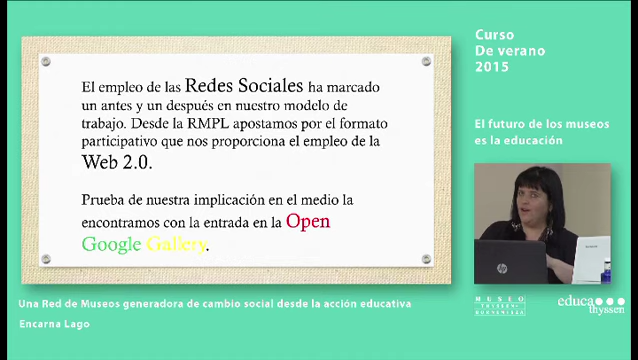 El empleo de las Redes Sociales ha marcado
un antes y un después en nuestro modelo de
trabajo. Desde la RMPL apostamos por el formato
participativo que nos proporciona el empleo de la
Web 2.0.
Prueba de nuestra implicación en el medio la
encontramos con la entrada en la Open
Google Gallery.
Curso
De verano
2015
El futuro de los museos
es la educación
hp
Una Red de Museos generadora de cambio social desde la acción educativa
Encarna Lago
MUSEO
THYSSEN-
BORNEMISZA
educa
thyssen